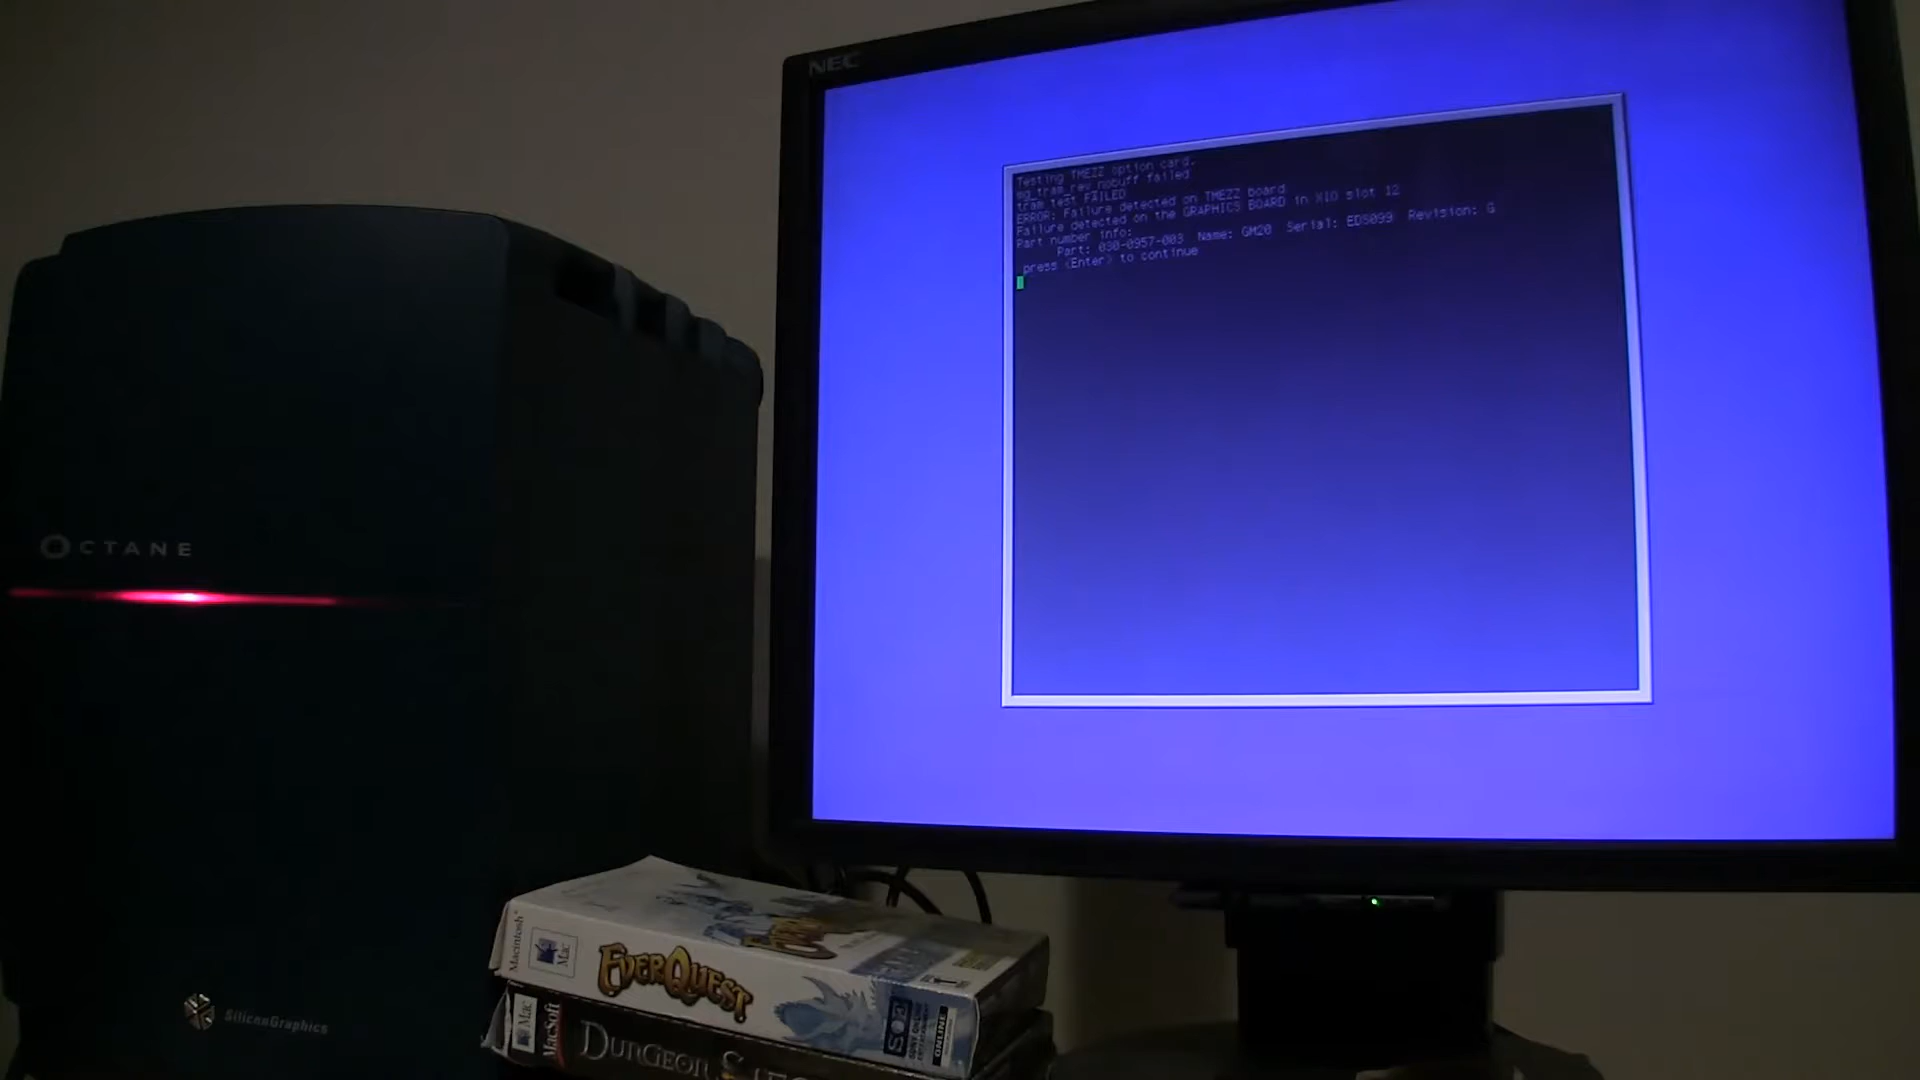 NEC
Testing TMEZZ option card.
mg_tram_rev_nobuff failed
tram test FAILED
ERROR: Failure detected on TMEZZ board
Failure detected on the GRAPHICS BOARD in XIO slot 12
Part number info:
Part: 030-0957-003 Name: GM20 Serial: EDS099 Revision: G
press <Enter> to continue
OCTANE
SiliconGraphics
Macintosh
Mac
EverQuest
SOE
ONLINE
Mac
MacSoft
Dungeon